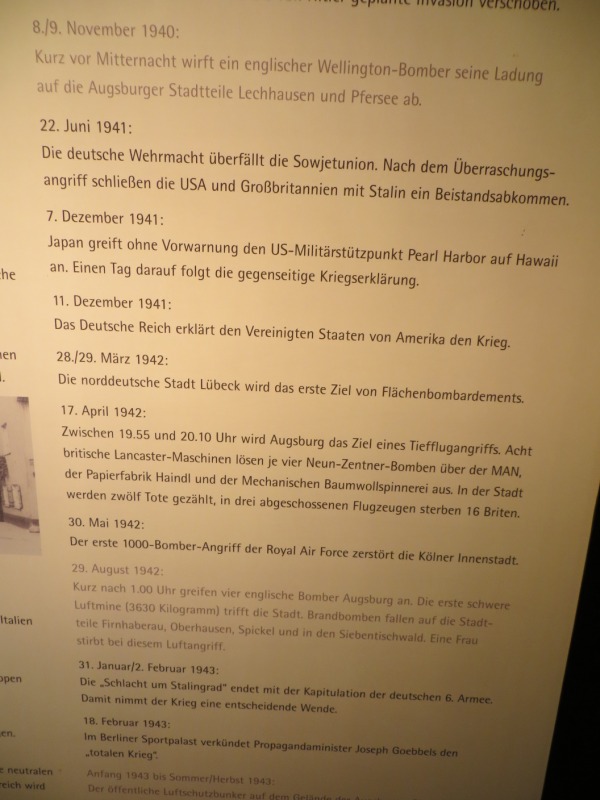 geplante Invasion verschoben.
8./9. November 1940:
Kurz vor Mitternacht wirft ein englischer Wellington-Bomber seine Ladung
auf die Augsburger Stadtteile Lechhausen und Pfersee ab.
22. Juni 1941:
Die deutsche Wehrmacht überfällt die Sowjetunion. Nach dem Überraschungs-
angriff schließen die USA und Großbritannien mit Stalin ein Beistandsabkommen.
7. Dezember 1941:
Japan greift ohne Vorwarnung den US-Militärstützpunkt Pearl Harbor auf Hawaii
an. Einen Tag darauf folgt die gegenseitige Kriegserklärung.
11. Dezember 1941:
Das Deutsche Reich erklärt den Vereinigten Staaten von Amerika den Krieg.
28./29. März 1942:
Die norddeutsche Stadt Lübeck wird das erste Ziel von Flächenbombardements.
17. April 1942:
Zwischen 19.55 und 20.10 Uhr wird Augsburg das Ziel eines Tiefflugangriffs. Acht
britische Lancaster-Maschinen lösen je vier Neun-Zentner-Bomben über der MAN,
der Papierfabrik Haindl und der Mechanischen Baumwollspinnerei aus. In der Stadt
werden zwölf Tote gezählt, in drei abgeschossenen Flugzeugen sterben 16 Briten.
30. Mai 1942:
Der erste 1000-Bomber-Angriff der Royal Air Force zerstört die Kölner Innenstadt.
29. August 1942:
Kurz nach 1.00 Uhr greifen vier englische Bomber Augsburg an. Die erste schwere
Luftmine (3630 Kilogramm) trifft die Stadt. Brandbomben fallen auf die Stadt-
teile Firnhaberau, Oberhausen, Spickel und in den Siebentischwald. Eine Frau
stirbt bei diesem Luftangriff.
31. Januar/2. Februar 1943:
Die „Schlacht um Stalingrad" endet mit der Kapitulation der deutschen 6. Armee.
Damit nimmt der Krieg eine entscheidende Wende.
18. Februar 1943:
Im Berliner Sportpalast verkündet Propagandaminister Joseph Goebbels den
„totalen Krieg".
Anfang 1943 bis Sommer/Herbst 1943:
Der öffentliche Luftschutzbunker auf dem Gelände
Italien
neutralen
wird